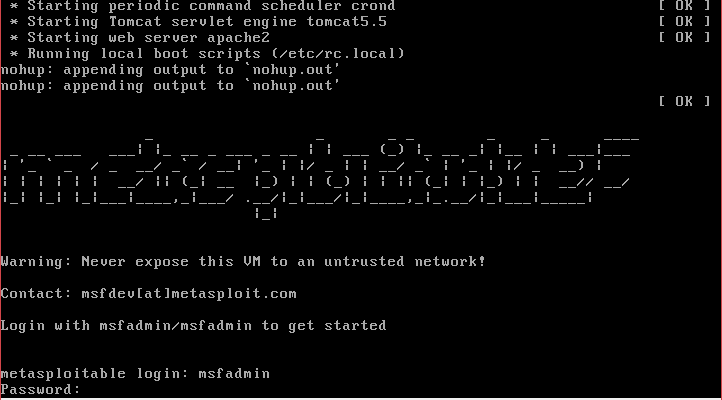 * Starting periodic command scheduler crond [ OK ]
* Starting Tomcat servlet engine tomcat5.5 [ OK ]
* Starting web server apache2 [ OK ]
* Running local boot scripts (/etc/rc.local)
nohup: appending output to `nohup.out'
nohup: appending output to `nohup.out'
[ OK ]
metasploitable2
Warning: Never expose this VM to an untrusted network!
Contact: msfdev[at]metasploit.com
Login with msfadmin/msfadmin to get started
metasploitable login: msfadmin
Password: